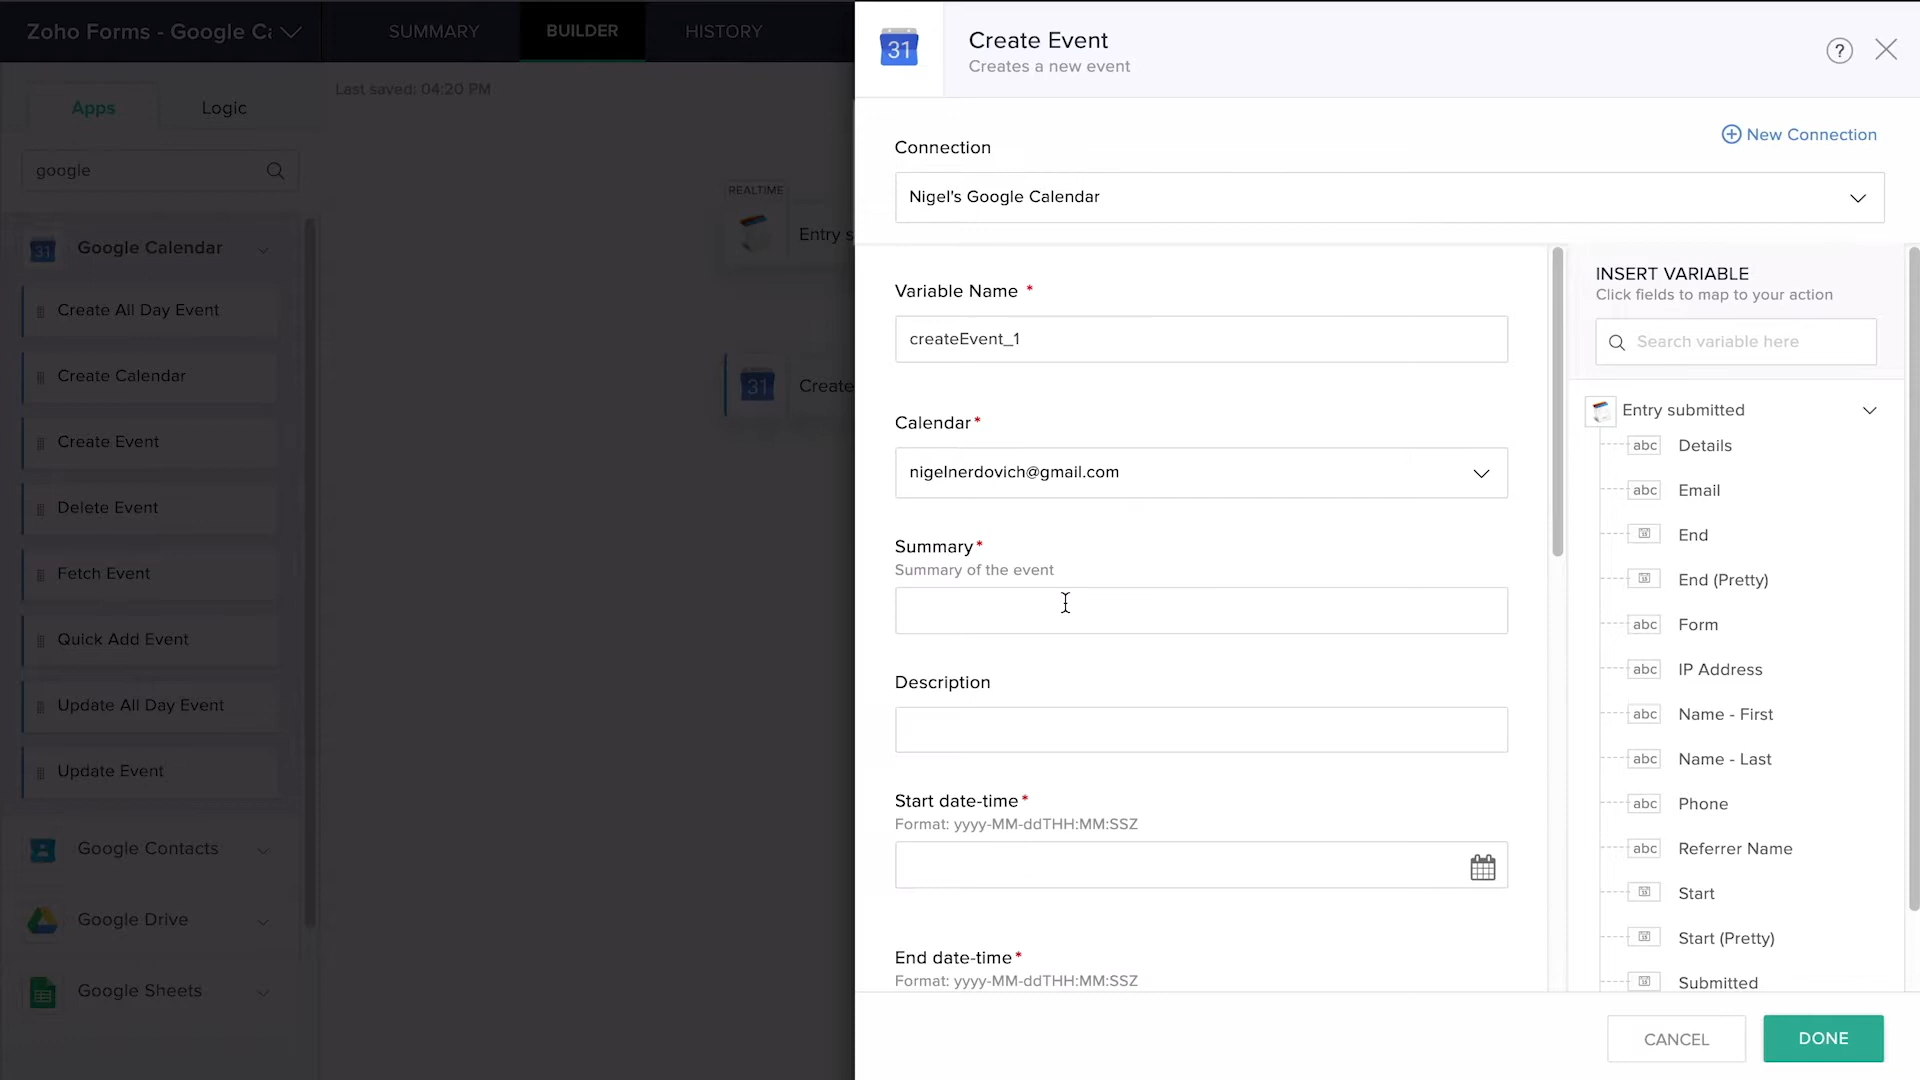 Zoho Forms - Google Ca
SUMMARY
BUILDER
HISTORY
Last saved: 04:20 PM
Apps
Logic
google
31
Google Calendar
Create All Day Event
Create Calendar
Create Event
Delete Event
Fetch Event
Quick Add Event
Update All Day Event
Update Event
Google Contacts
Google Drive
Google Sheets
REALTIME
Entry s
31
Create
31
Create Event
Creates a new event
?
New Connection
Connection
Nigel's Google Calendar
Variable Name *
createEvent_1
Calendar*
nigelnerdovich@gmail.com
Summary*
Summary of the event
Description
Start date-time*
Format: yyyy-MM-ddTHH:MM:SSZ
End date-time*
Format: yyyy-MM-ddTHH:MM:SSZ
INSERT VARIABLE
Click fields to map to your action
Search variable here
Entry submitted
abc Details
abc Email
End
End (Pretty)
abc Form
abc IP Address
abc Name - First
abc Name - Last
abc Phone
abc Referrer Name
Start
Start (Pretty)
Submitted
CANCEL
DONE